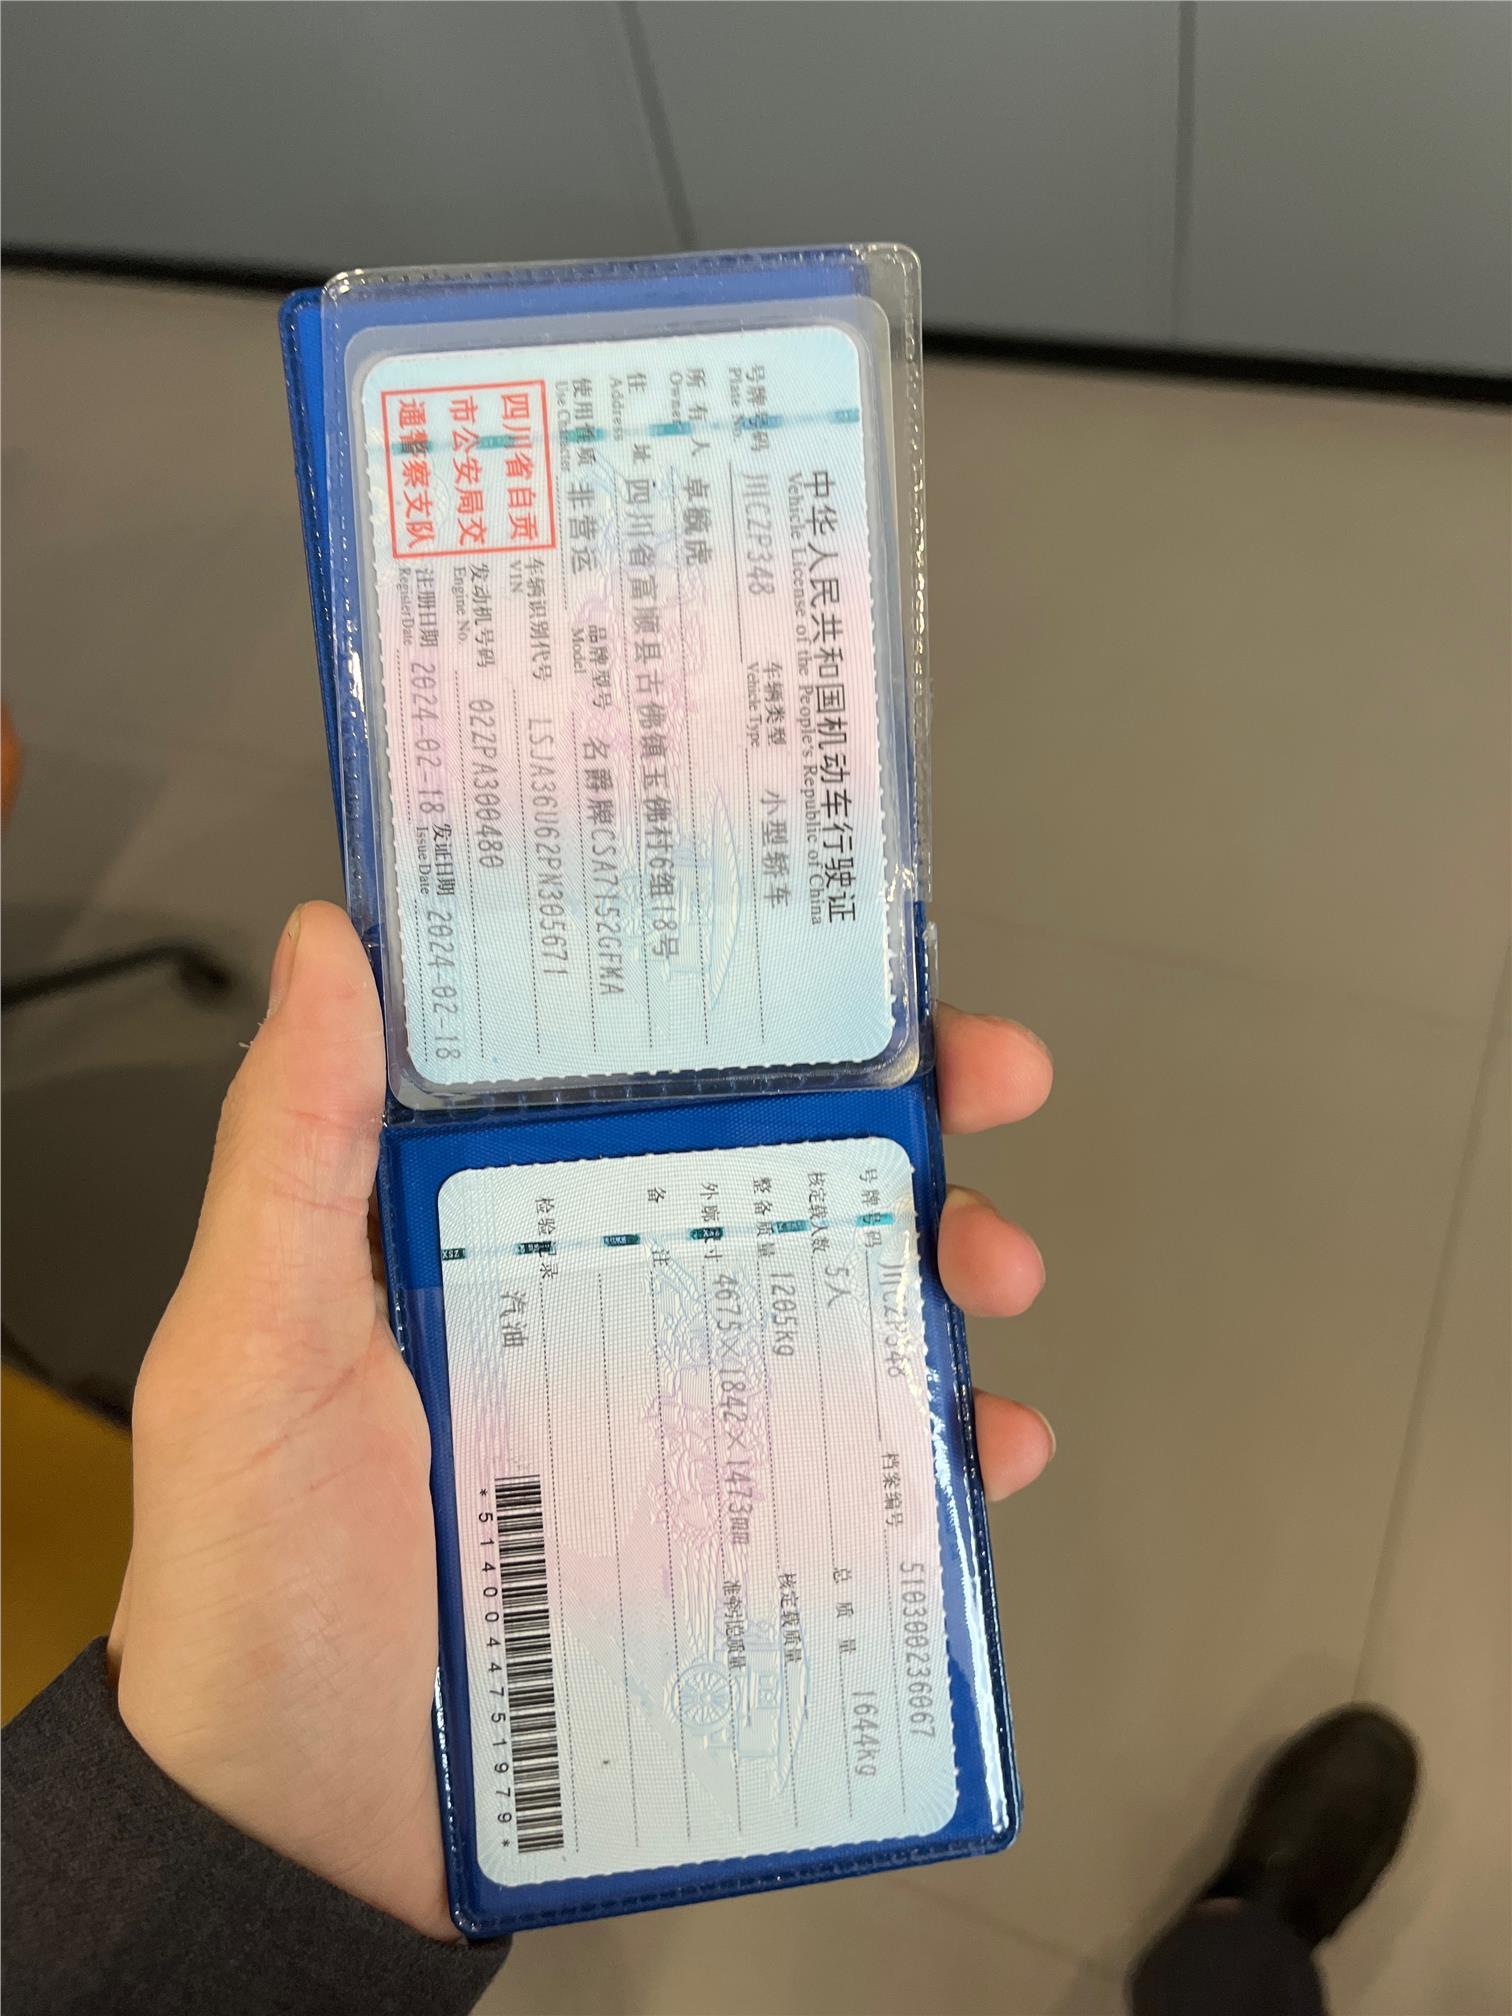 中华人民共和国机动车行驶证
Vehicle License of the People's Republic of China
号牌号码 川CZP348 车辆类型 小型轿车
Plate No. Vehicle Type
所有人 卓毓虎
Owner
住址 四川省富顺县古佛镇玉佛村6组18号
Address
使用性质 非营运 品牌型号 名爵牌CSA7152GFMA
Use Character Model
四川省自贡
市公安局交
通警察支队
车辆识别代号 LSJA36U62PN305671
VIN
发动机号码 02ZPA300480
Engine No.
注册日期 2024-02-18 发证日期 2024-02-18
Register Date Issue Date
号牌号码 川CZP348 档案编号 510300236067
核定载人数 5人 总质量 1644kg
整备质量 1205kg 核定载质量
外廓尺寸 4675×1842×1473mm 准牵引总质量
备注
检验记录
汽油
*5140044751979*